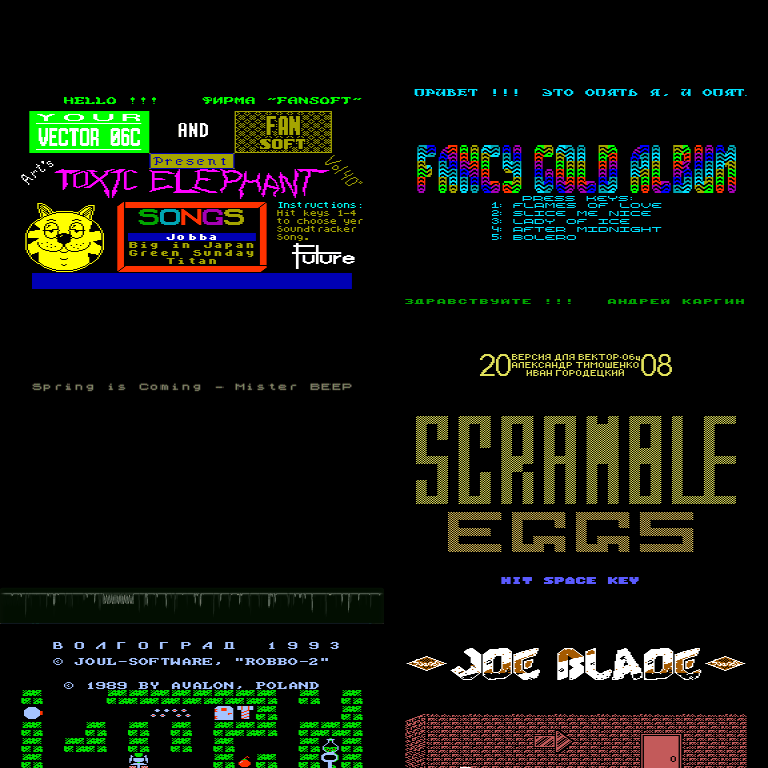 HELLO !!! ФИРМА ~FANSOFT~
YOUR
VECTOR 06C
AND
FAN
SOFT
Present
Art's
TOXIC ELEPHANT
Vol 40"
SONGS
Jobba
Big in Japan
Green Sunday
Titan
Instructions:
Hit keys 1-4
to choose yer
Soundtracker
Song.
Future
ПРИВЕТ !!! ЭТО ОПЯТЬ Я, И ОПЯТ
FANCY GOLD ALBUM
PRESS KEYS:
1: FLAMES OF LOVE
2: SLICE ME NICE
3: LADY OF ICE
4: AFTER MIDNIGHT
5: BOLERO
ЗДРАВСТВУЙТЕ !!! АНДРЕЙ КАРГИН
Spring is Coming - Mister BEEP
20 08
ВЕРСИЯ ДЛЯ ВЕКТОР-06ц
АЛЕКСАНДР ТИМОШЕНКО
ИВАН ГОРОДЕЦКИЙ
SCRAMBLE
EGGS
HIT SPACE KEY
ВОЛГОГРАД 1993
© JOUL-SOFTWARE, "ROBBO-2"
© 1989 BY AVALON, POLAND
JOE BLADE